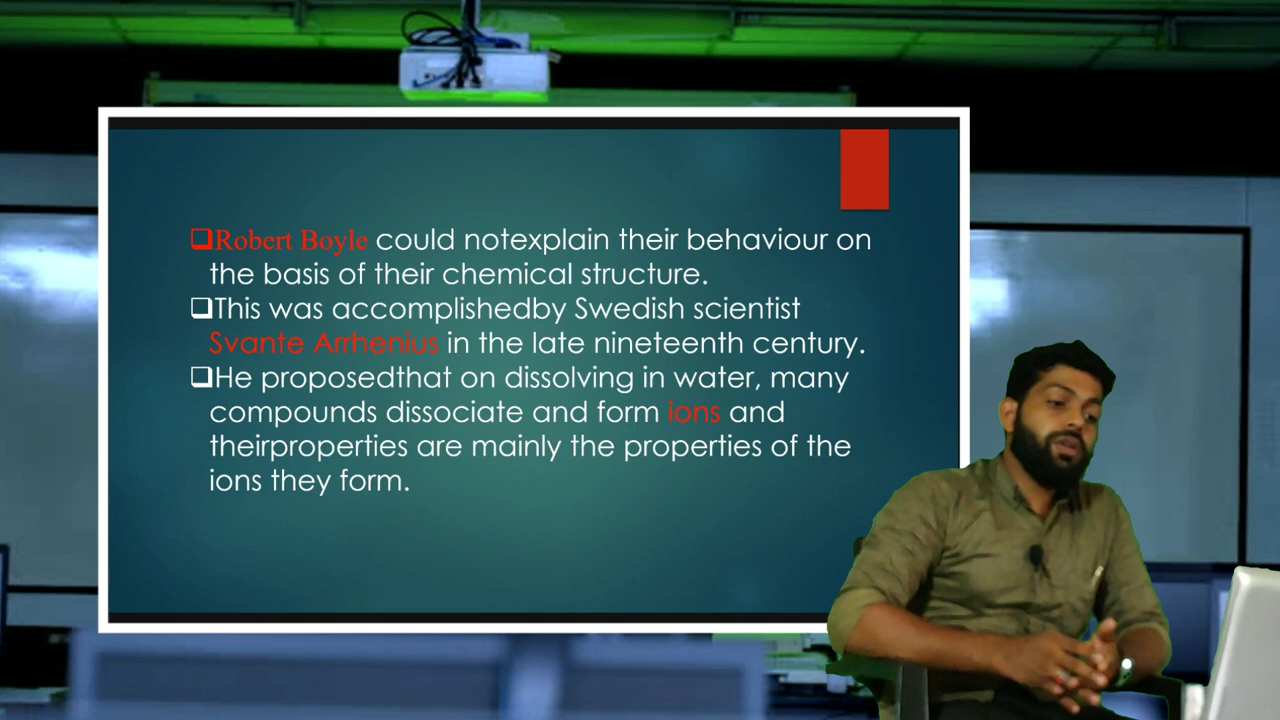 ❑Robert Boyle could notexplain their behaviour on
the basis of their chemical structure.
❑This was accomplishedby Swedish scientist
Svante Arrhenius in the late nineteenth century.
❑He proposedthat on dissolving in water, many
compounds dissociate and form ions and
theirproperties are mainly the properties of the
ions they form.